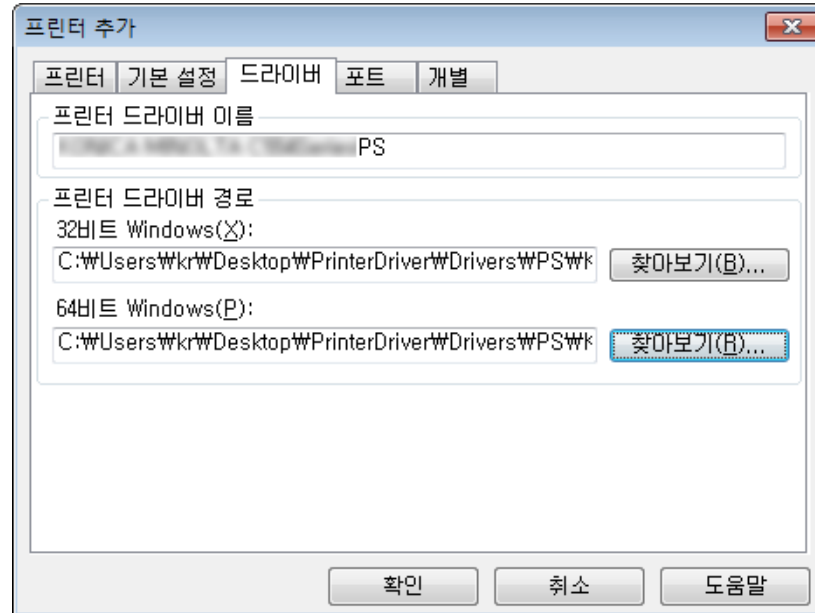 프린터 추가
프린터 기본 설정 드라이버 포트 개별
프린터 드라이버 이름
PS
프린터 드라이버 경로
32비트 Windows(X):
C:₩Users₩kr₩Desktop₩PrinterDriver₩Drivers₩PS₩k 찾아보기(B)...
64비트 Windows(P):
C:₩Users₩kr₩Desktop₩PrinterDriver₩Drivers₩PS₩k 찾아보기(R)...
확인 취소 도움말